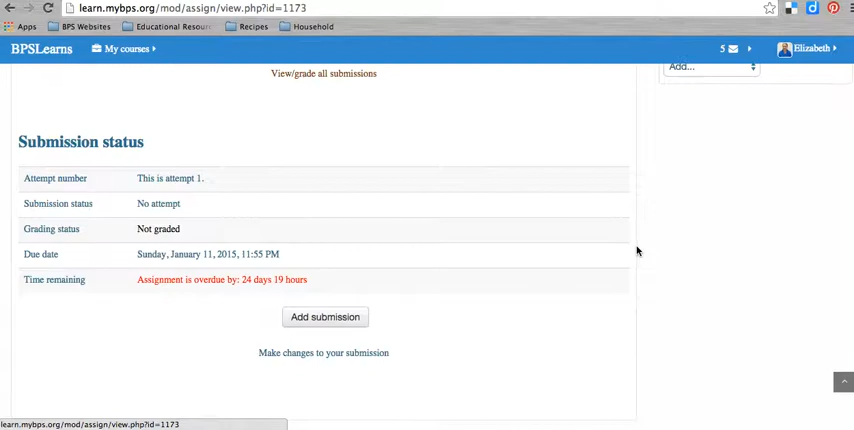 learn.mybps.org/mod/assign/view.php?id=1173
Apps BPS Websites Educational Resour Recipes Household
BPSLearns My courses 5 Elizabeth
View/grade all submissions Add...
Submission status
Attempt number This is attempt 1.
Submission status No attempt
Grading status Not graded
Due date Sunday, January 11, 2015, 11:55 PM
Time remaining Assignment is overdue by: 24 days 19 hours
Add submission
Make changes to your submission
learn.mybps.org/mod/assign/view.php?id=1173